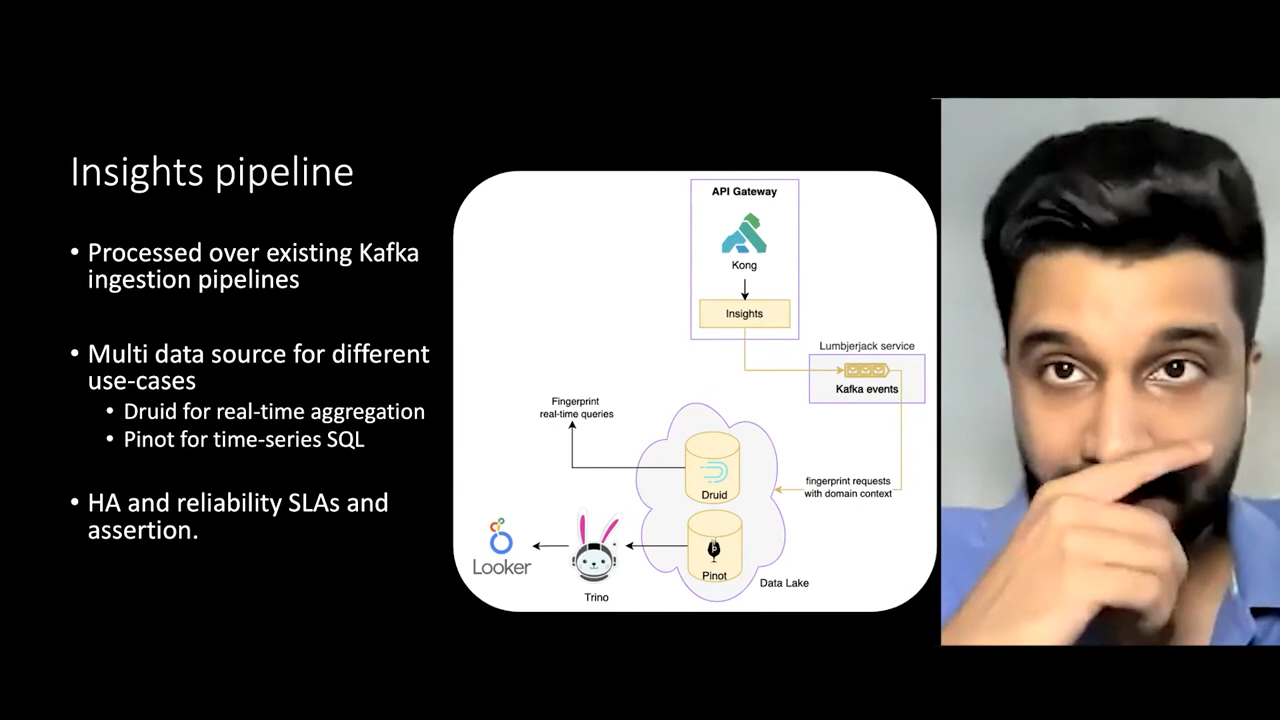 Insights pipeline
• Processed over existing Kafka
ingestion pipelines
• Multi data source for different
use-cases
• Druid for real-time aggregation
• Pinot for time-series SQL
• HA and reliability SLAs and
assertion.
API Gateway
Kong
Insights
Lumbjerjack service
Kafka events
Fingerprint
real-time queries
fingerprint requests
with domain context
Druid
Pinot
Data Lake
Trino
Looker